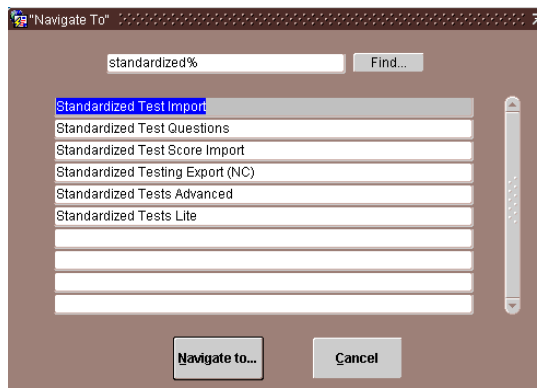 "Navigate To"
standardized% Find...
Standardized Test Import
Standardized Test Questions
Standardized Test Score Import
Standardized Testing Export (NC)
Standardized Tests Advanced
Standardized Tests Lite
Navigate to... Cancel